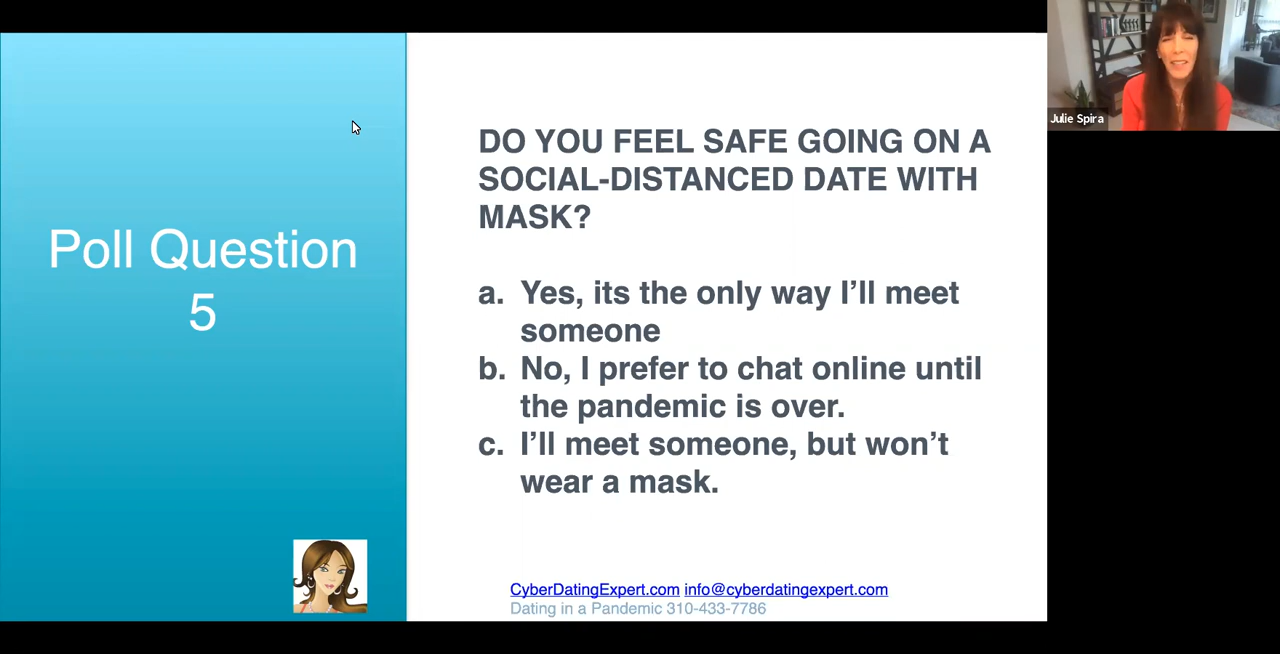 Poll Question
5
DO YOU FEEL SAFE GOING ON A
SOCIAL-DISTANCED DATE WITH
MASK?
a. Yes, its the only way I’ll meet
someone
b. No, I prefer to chat online until
the pandemic is over.
c. I’ll meet someone, but won’t
wear a mask.
CyberDatingExpert.com info@cyberdatingexpert.com
Dating in a Pandemic 310-433-7786
Julie Spira